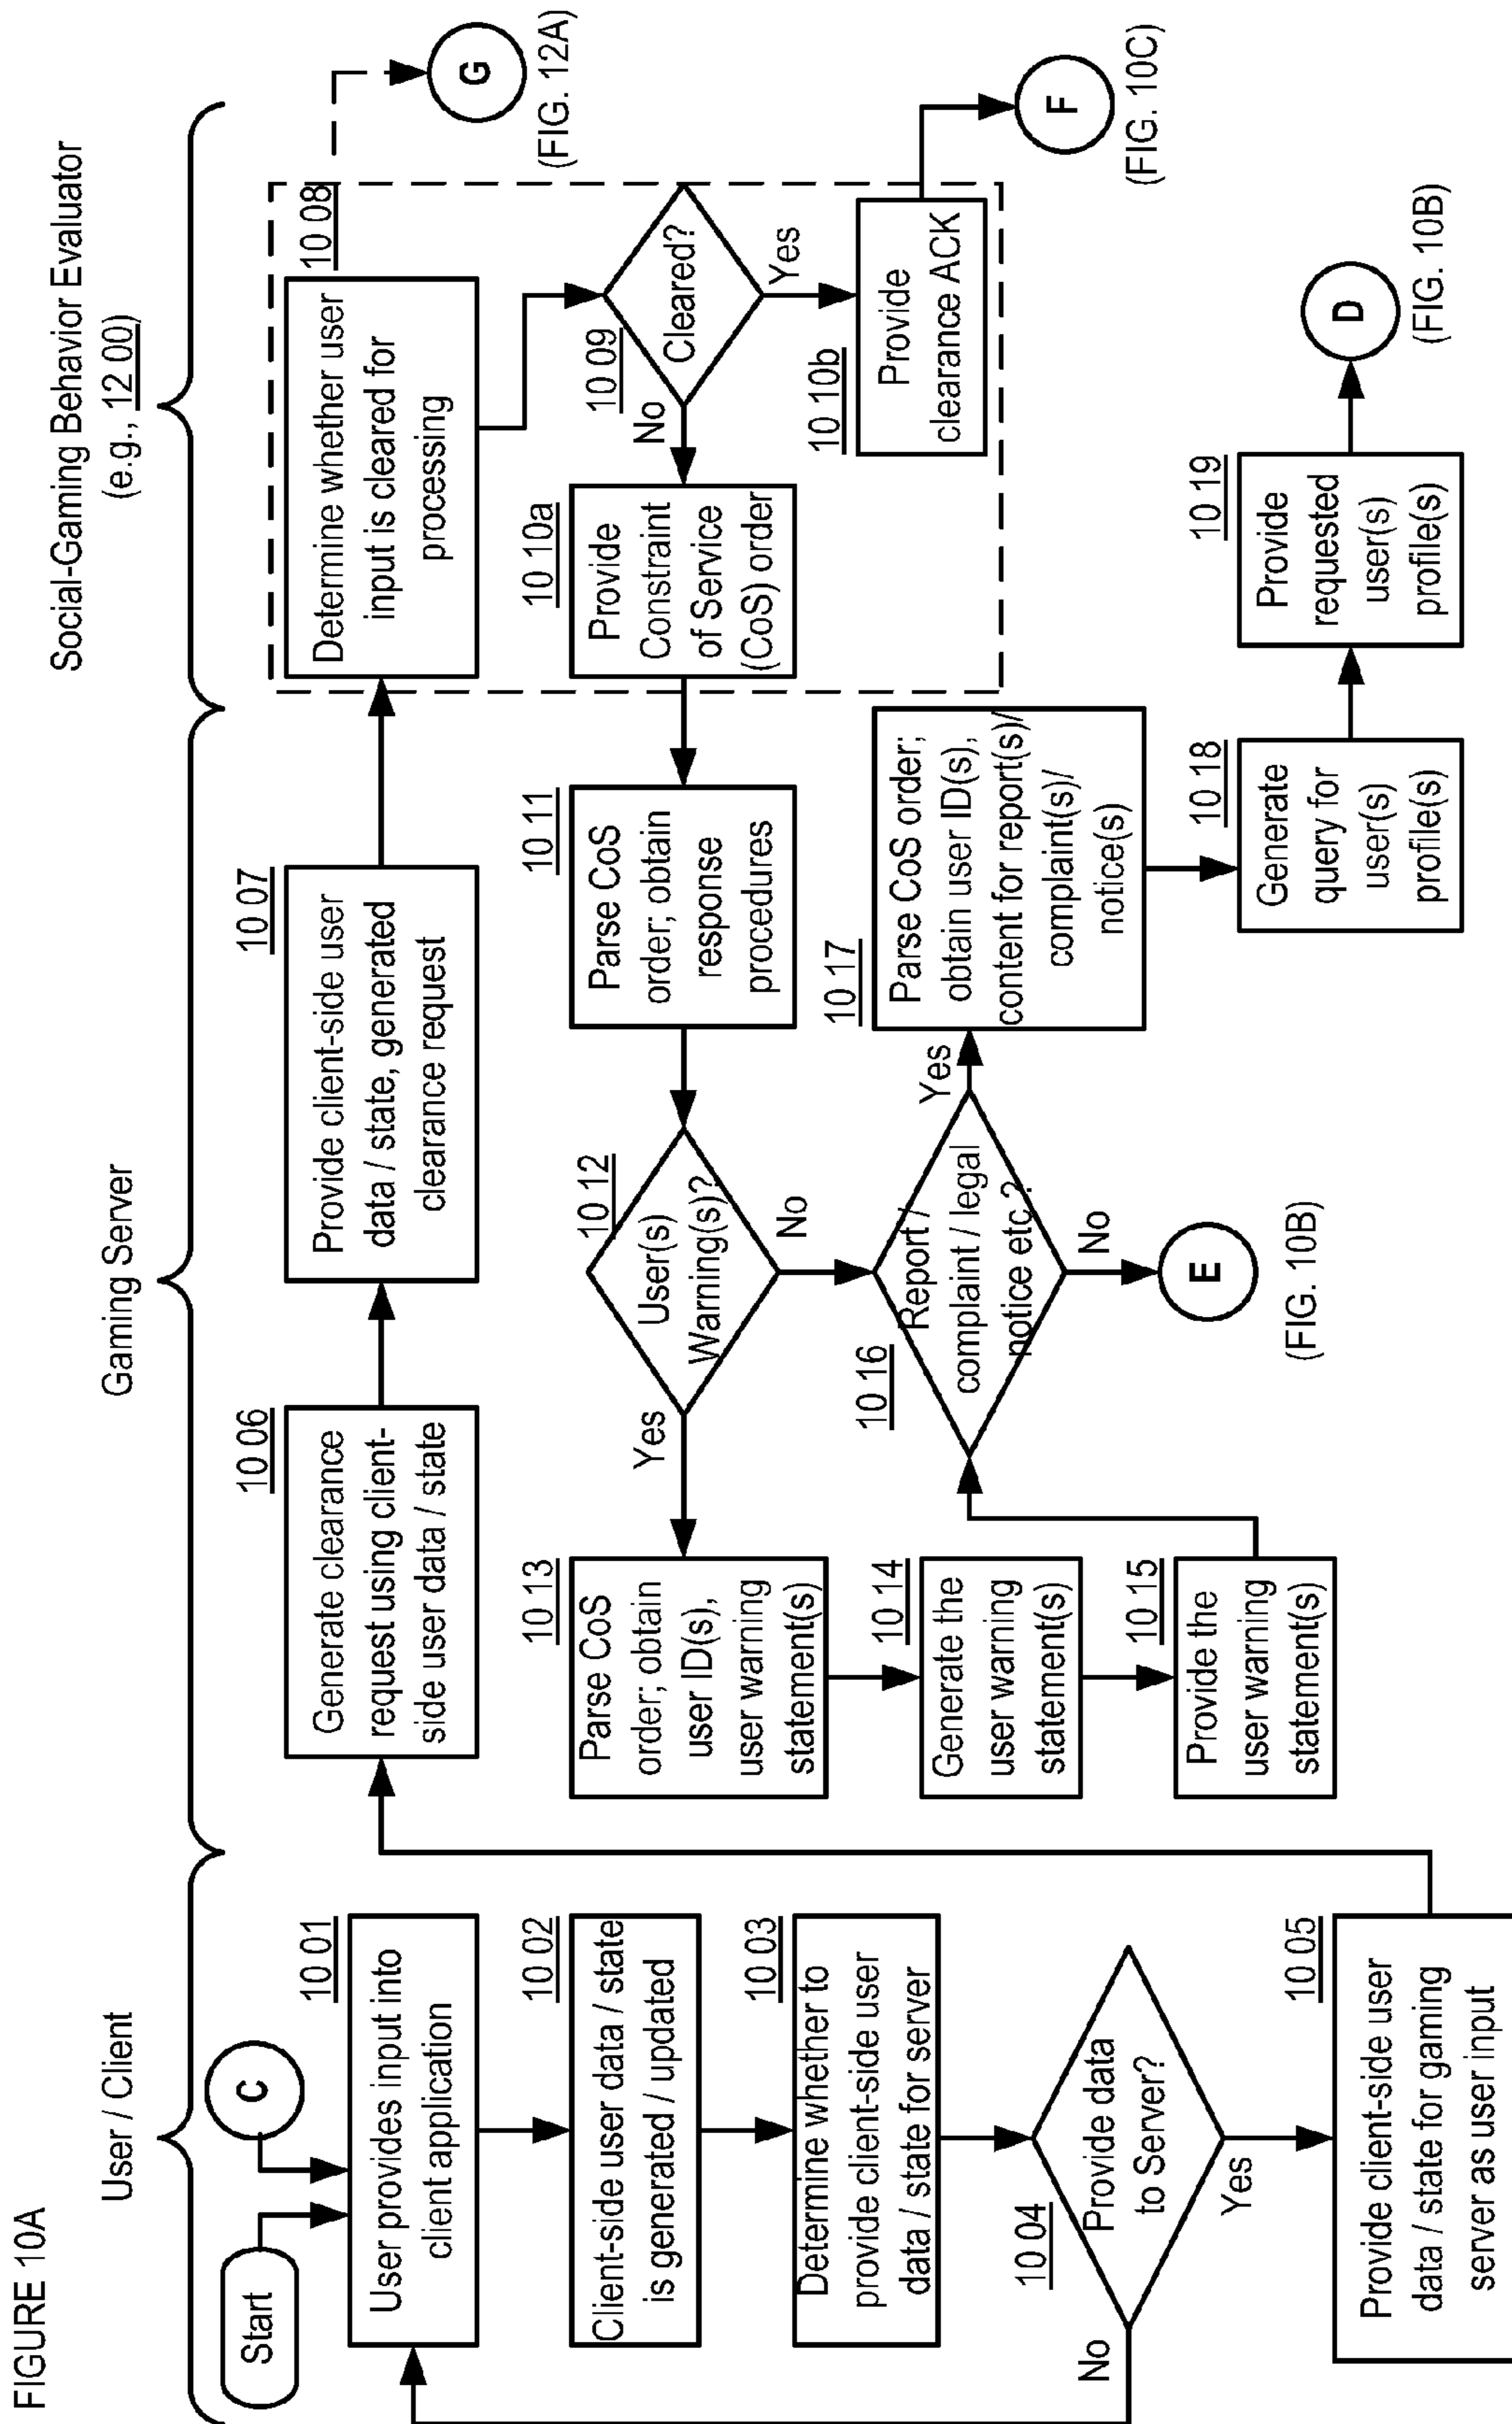 FIGURE 10A
User / Client
Gaming Server
Social-Gaming Behavior Evaluator
(e.g., 12 00)
Start
C
10 01
User provides input into
client application
10 02
Client-side user data / state
is generated / updated
10 03
Determine whether to
provide client-side user
data / state for server
10 04
Provide data
to Server?
No
Yes
10 05
Provide client-side user
data / state for gaming
server as user input
10 06
Generate clearance
request using client-
side user data / state
10 07
Provide client-side user
data / state, generated
clearance request
10 08
Determine whether user
input is cleared for
processing
G
(FIG. 12A)
10 09
Cleared?
No
Yes
10 10a
Provide
Constraint
of Service
(CoS) order
10 10b
Provide
clearance ACK
F
(FIG. 10C)
10 11
Parse CoS
order; obtain
response
procedures
10 12
User(s)
Warning(s)?
Yes
No
10 13
Parse CoS
order; obtain
user ID(s),
user warning
statement(s)
10 14
Generate the
user warning
statement(s)
10 15
Provide the
user warning
statement(s)
10 16
Report /
complaint / legal
notice etc.?
Yes
No
E
(FIG. 10B)
10 17
Parse CoS order;
obtain user ID(s),
content for report(s)/
complaint(s)/
notice(s)
10 18
Generate
query for
user(s)
profile(s)
10 19
Provide
requested
user(s)
profile(s)
D
(FIG. 10B)